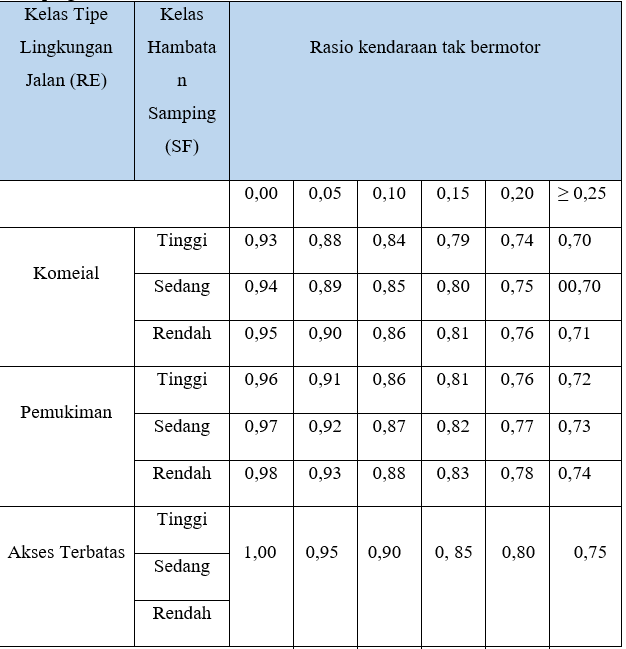 Kelas Tipe
Lingkungan
Jalan (RE)
Kelas
Hambata
n
Samping
(SF)
Rasio kendaraan tak bermotor
0,00 0,05 0,10 0,15 0,20 ≥ 0,25
Komeial
Tinggi 0,93 0,88 0,84 0,79 0,74 0,70
Sedang 0,94 0,89 0,85 0,80 0,75 00,70
Rendah 0,95 0,90 0,86 0,81 0,76 0,71
Pemukiman
Tinggi 0,96 0,91 0,86 0,81 0,76 0,72
Sedang 0,97 0,92 0,87 0,82 0,77 0,73
Rendah 0,98 0,93 0,88 0,83 0,78 0,74
Akses Terbatas
Tinggi
Sedang
Rendah
1,00 0,95 0,90 0, 85 0,80 0,75